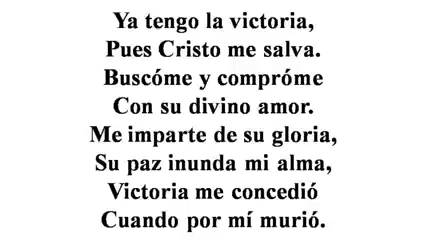 Ya tengo la victoria,
Pues Cristo me salva.
Buscóme y compróme
Con su divino amor.
Me imparte de su gloria,
Su paz inunda mi alma,
Victoria me concedió
Cuando por mí murió.